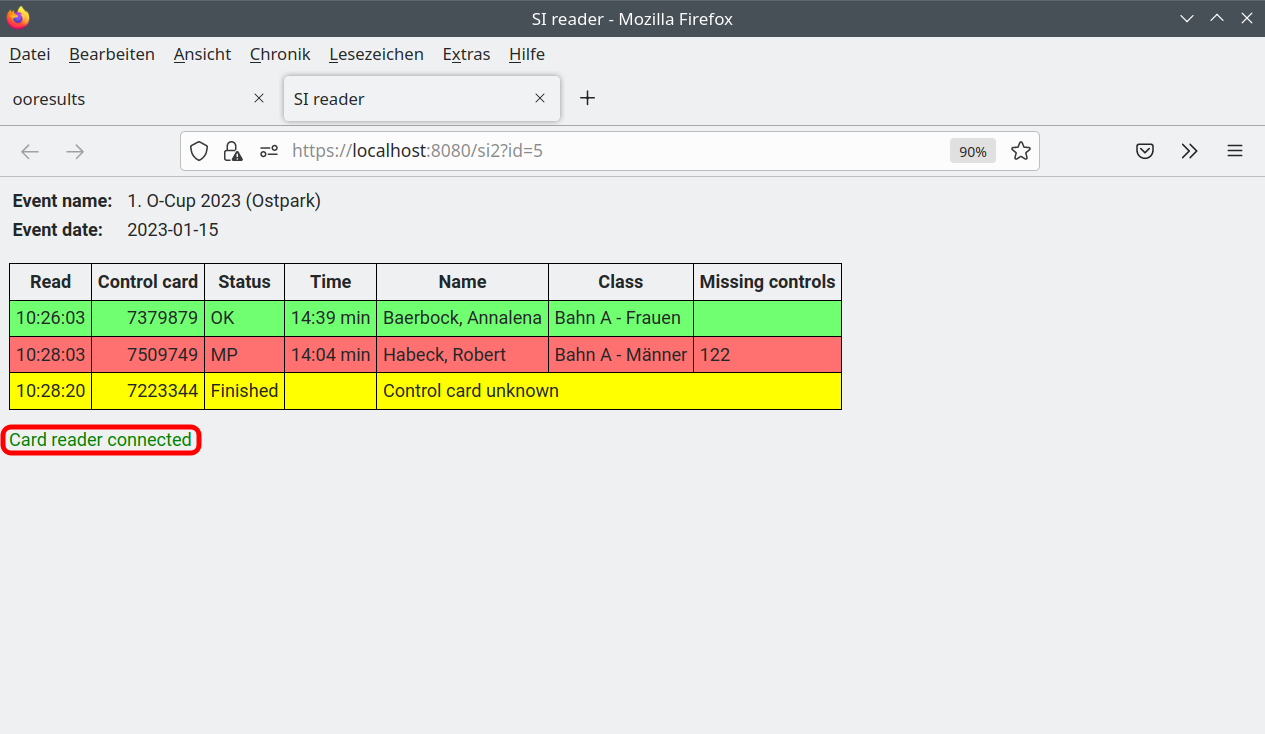 SI reader - Mozilla Firefox
Datei Bearbeiten Ansicht Chronik Lesezeichen Extras Hilfe
ooresults SI reader
https://localhost:8080/si2?id=5 90%
Event name: 1. O-Cup 2023 (Ostpark)
Event date: 2023-01-15
Read Control card Status Time Name Class Missing controls
10:26:03 7379879 OK 14:39 min Baerbock, Annalena Bahn A - Frauen
10:28:03 7509749 MP 14:04 min Habeck, Robert Bahn A - Männer 122
10:28:20 7223344 Finished Control card unknown
Card reader connected